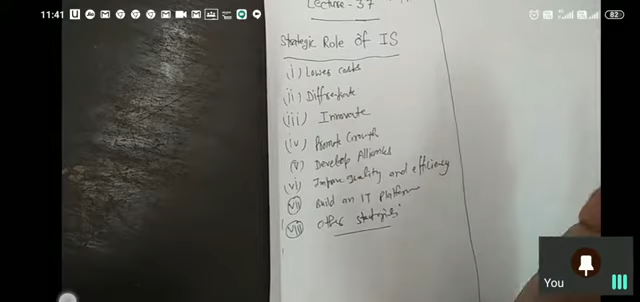 11:41
82
Lecture - 37
Strategic Role of IS
(i) Lower costs
(ii) Diffrentiate
(iii) Innovate
(iv) Promote Growth
(v) Develop Alliances
(vi) Improve quality and efficiency
(vii) Build an IT Platform
(viii) Other strategies
You